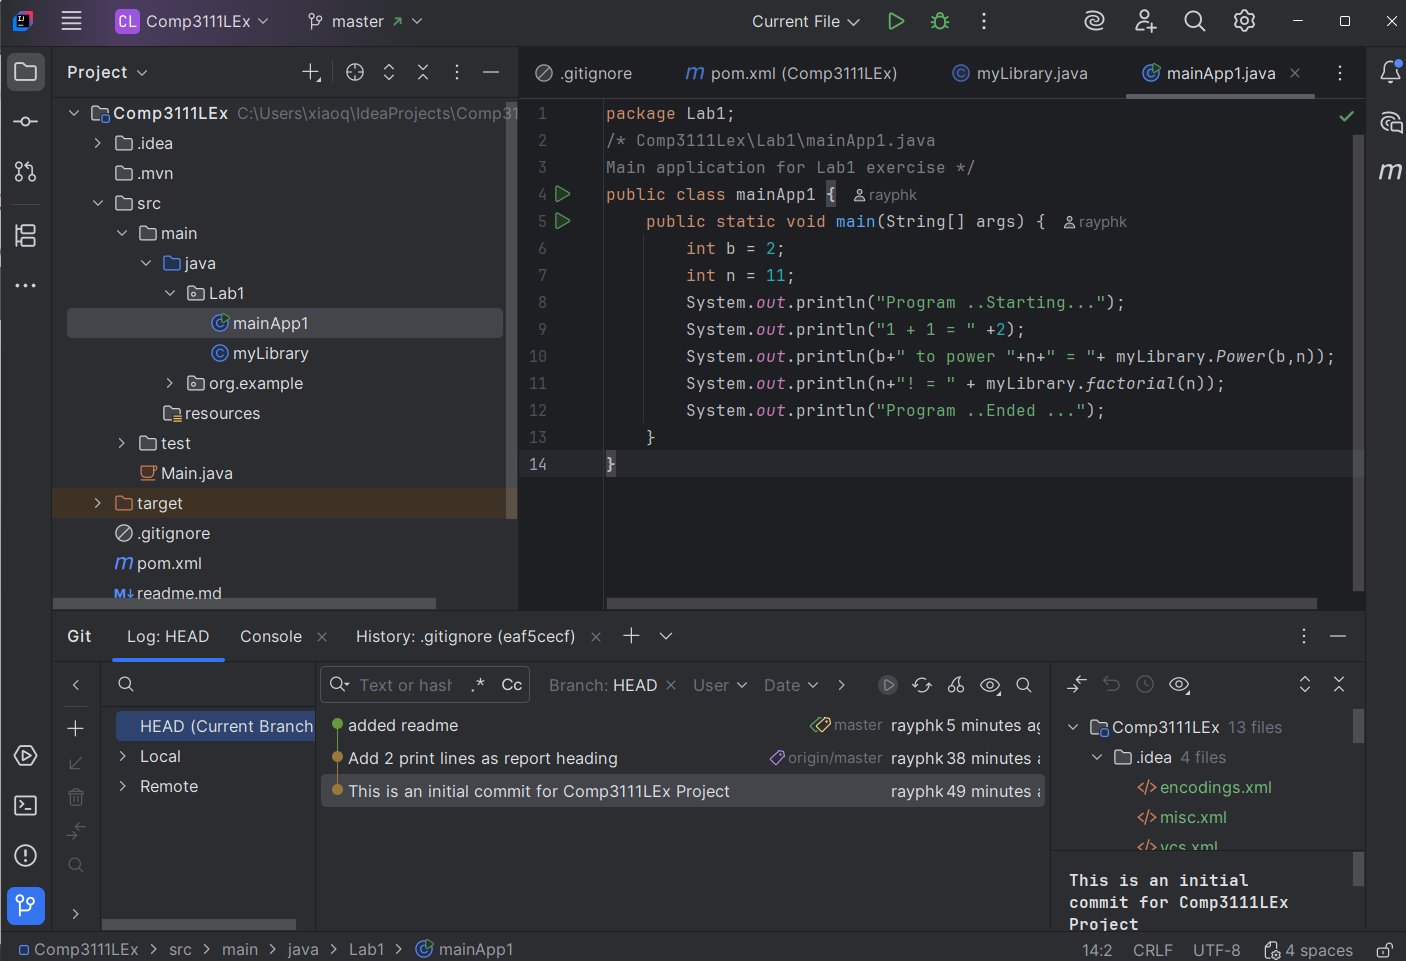 CL Comp3111LEx master Current File
Project
Comp3111LEx C:\Users\xiaoq\IdeaProjects\Comp31
.idea
.mvn
src
main
java
Lab1
mainApp1
myLibrary
org.example
resources
test
Main.java
target
.gitignore
pom.xml
readme.md
.gitignore pom.xml (Comp3111LEx) myLibrary.java mainApp1.java
1 package Lab1;
2 /* Comp3111Lex\Lab1\mainApp1.java
3 Main application for Lab1 exercise */
4 public class mainApp1 { rayphk
5 public static void main(String[] args) { rayphk
6 int b = 2;
7 int n = 11;
8 System.out.println("Program ..Starting...");
9 System.out.println("1 + 1 = " +2);
10 System.out.println(b+" to power "+n+" = "+ myLibrary.Power(b,n));
11 System.out.println(n+"! = " + myLibrary.factorial(n));
12 System.out.println("Program ..Ended ...");
13 }
14 }
Git Log: HEAD Console History: .gitignore (eaf5cecf)
HEAD (Current Branch
Local
Remote
Text or hash .* Cc Branch: HEAD User Date
added readme master rayphk 5 minutes ag
Add 2 print lines as report heading origin/master rayphk 38 minutes a
This is an initial commit for Comp3111LEx Project rayphk 49 minutes a
Comp3111LEx 13 files
.idea 4 files
encodings.xml
misc.xml
vcs.xml
This is an initial
commit for Comp3111LEx
Project
Comp3111LEx > src > main > java > Lab1 > mainApp1 14:2 CRLF UTF-8 4 spaces